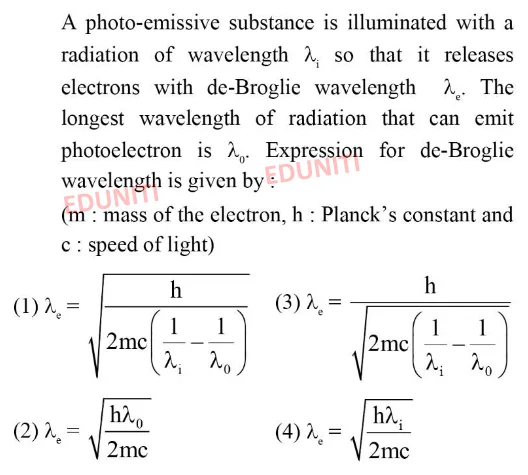 A photo-emissive substance is illuminated with a
radiation of wavelength λᵢ so that it releases
electrons with de-Broglie wavelength λₑ. The
longest wavelength of radiation that can emit
photoelectron is λ₀. Expression for de-Broglie
wavelength is given by :
EDUNITI
EDUNITI
(m : mass of the electron, h : Planck’s constant and
c : speed of light)
(1) λₑ = √(h / (2mc(1/λᵢ − 1/λ₀)))
(3) λₑ = h / √(2mc(1/λᵢ − 1/λ₀))
(2) λₑ = √(hλ₀ / 2mc)
(4) λₑ = √(hλᵢ / 2mc)